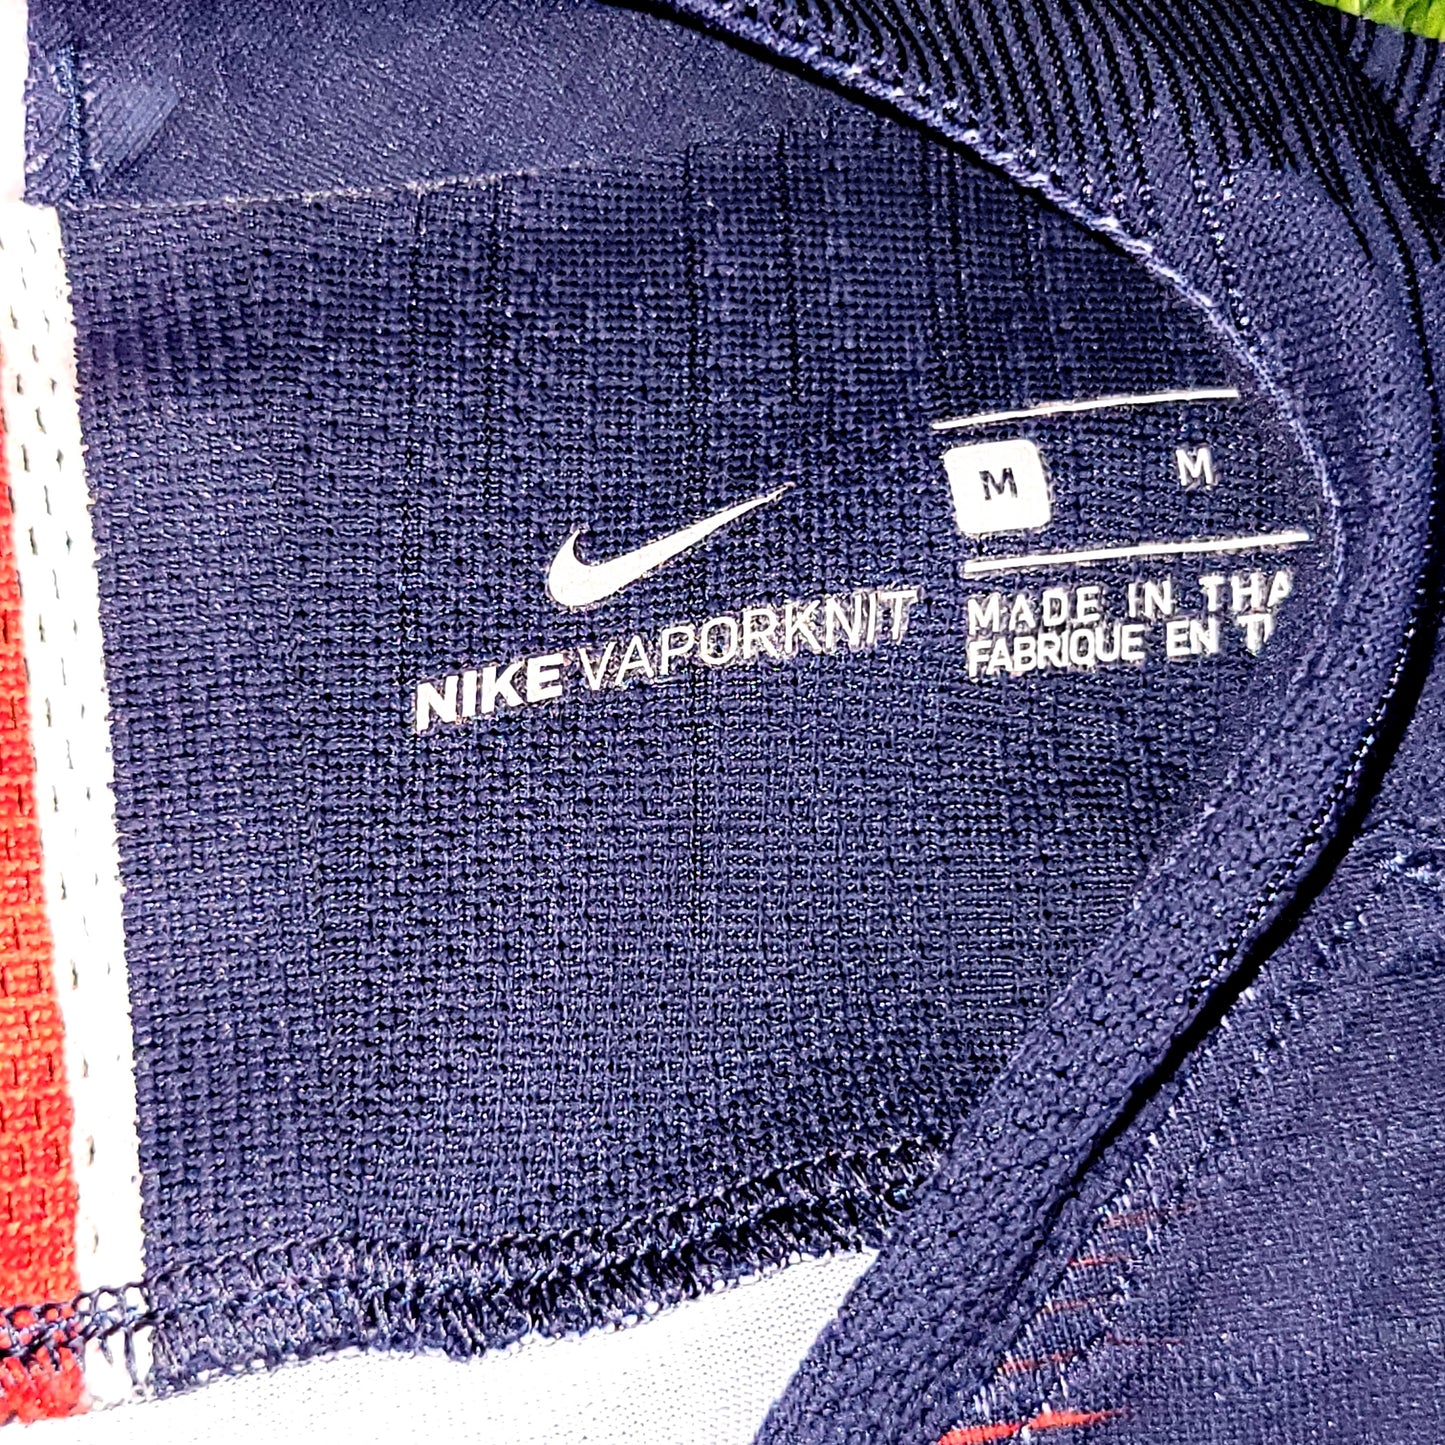 NIKE VAPORKNIT
M M
MADE IN THA
FABRIQUE EN